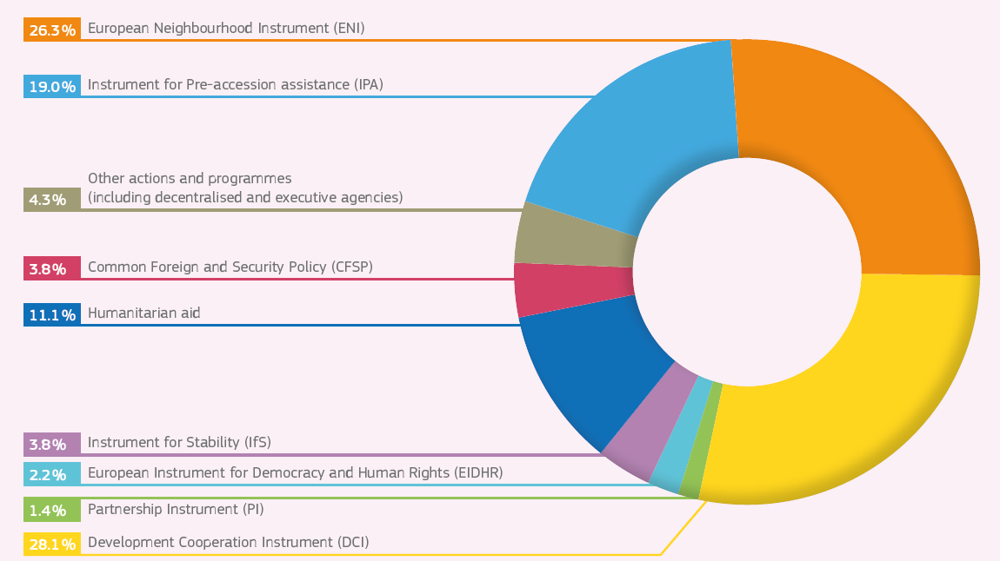 26.3% European Neighbourhood Instrument (ENI)
19.0% Instrument for Pre-accession assistance (IPA)
Other actions and programmes
4.3% (including decentralised and executive agencies)
3.8% Common Foreign and Security Policy (CFSP)
11.1% Humanitarian aid
3.8% Instrument for Stability (IfS)
2.2% European Instrument for Democracy and Human Rights (EIDHR)
1.4% Partnership Instrument (PI)
28.1% Development Cooperation Instrument (DCI)